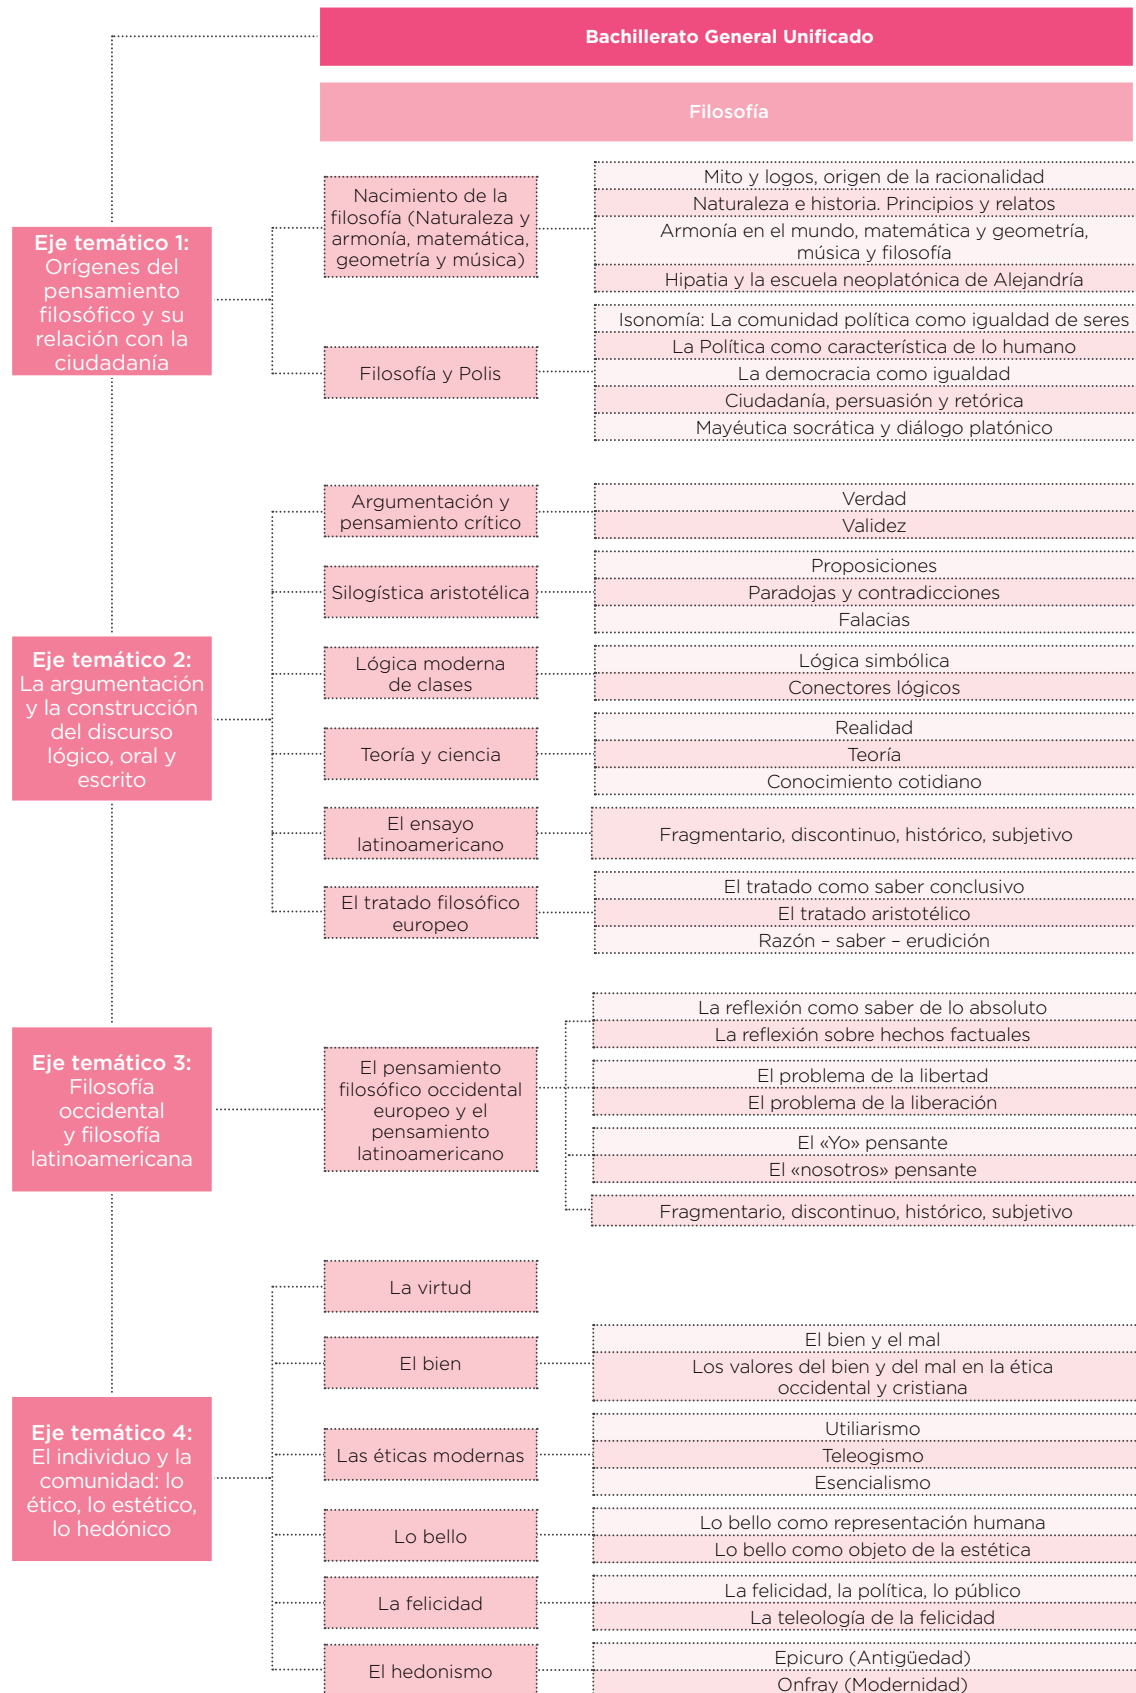 Bachillerato General Unificado
Filosofía
Eje temático 1:
Orígenes del
pensamiento
filosófico y su
relación con la
ciudadanía
Nacimiento de la
filosofía (Naturaleza y
armonía, matemática,
geometría y música)
Mito y logos, origen de la racionalidad
Naturaleza e historia. Principios y relatos
Armonía en el mundo, matemática y geometría,
música y filosofía
Hipatia y la escuela neoplatónica de Alejandría
Filosofía y Polis
Isonomía: La comunidad política como igualdad de seres
La Política como característica de lo humano
La democracia como igualdad
Ciudadanía, persuasión y retórica
Mayéutica socrática y diálogo platónico
Eje temático 2:
La argumentación
y la construcción
del discurso
lógico, oral y
escrito
Argumentación y
pensamiento crítico
Verdad
Validez
Silogística aristotélica
Proposiciones
Paradojas y contradicciones
Falacias
Lógica moderna
de clases
Lógica simbólica
Conectores lógicos
Teoría y ciencia
Realidad
Teoría
Conocimiento cotidiano
El ensayo
latinoamericano
Fragmentario, discontinuo, histórico, subjetivo
El tratado filosófico
europeo
El tratado como saber conclusivo
El tratado aristotélico
Razón – saber – erudición
Eje temático 3:
Filosofía
occidental
y filosofía
latinoamericana
El pensamiento
filosófico occidental
europeo y el
pensamiento
latinoamericano
La reflexión como saber de lo absoluto
La reflexión sobre hechos factuales
El problema de la libertad
El problema de la liberación
El «Yo» pensante
El «nosotros» pensante
Fragmentario, discontinuo, histórico, subjetivo
Eje temático 4:
El individuo y la
comunidad: lo
ético, lo estético,
lo hedónico
La virtud
El bien
El bien y el mal
Los valores del bien y del mal en la ética
occidental y cristiana
Las éticas modernas
Utiliarismo
Teleogismo
Esencialismo
Lo bello
Lo bello como representación humana
Lo bello como objeto de la estética
La felicidad
La felicidad, la política, lo público
La teleología de la felicidad
El hedonismo
Epicuro (Antigüedad)
Onfray (Modernidad)